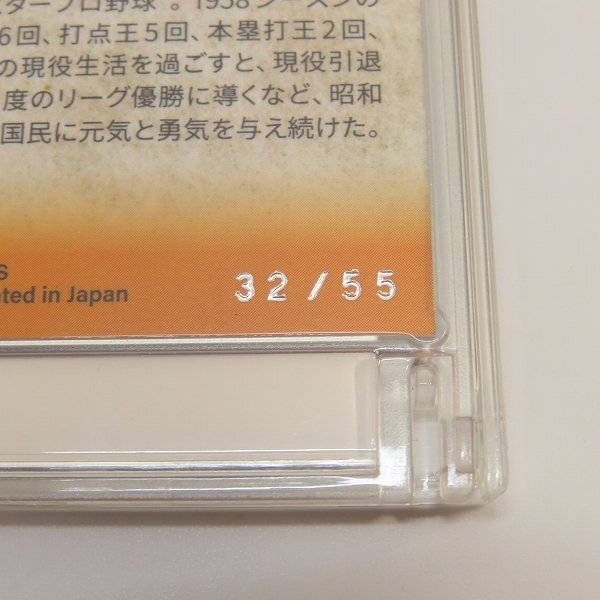 スタープロ野球”。1958シーズンの
6回、打点王5回、本塁打王2回、
の現役生活を過ごすと、現役引退
度のリーグ優勝に導くなど、昭和
国民に元気と勇気を与え続けた。
S
ted in Japan
32/55